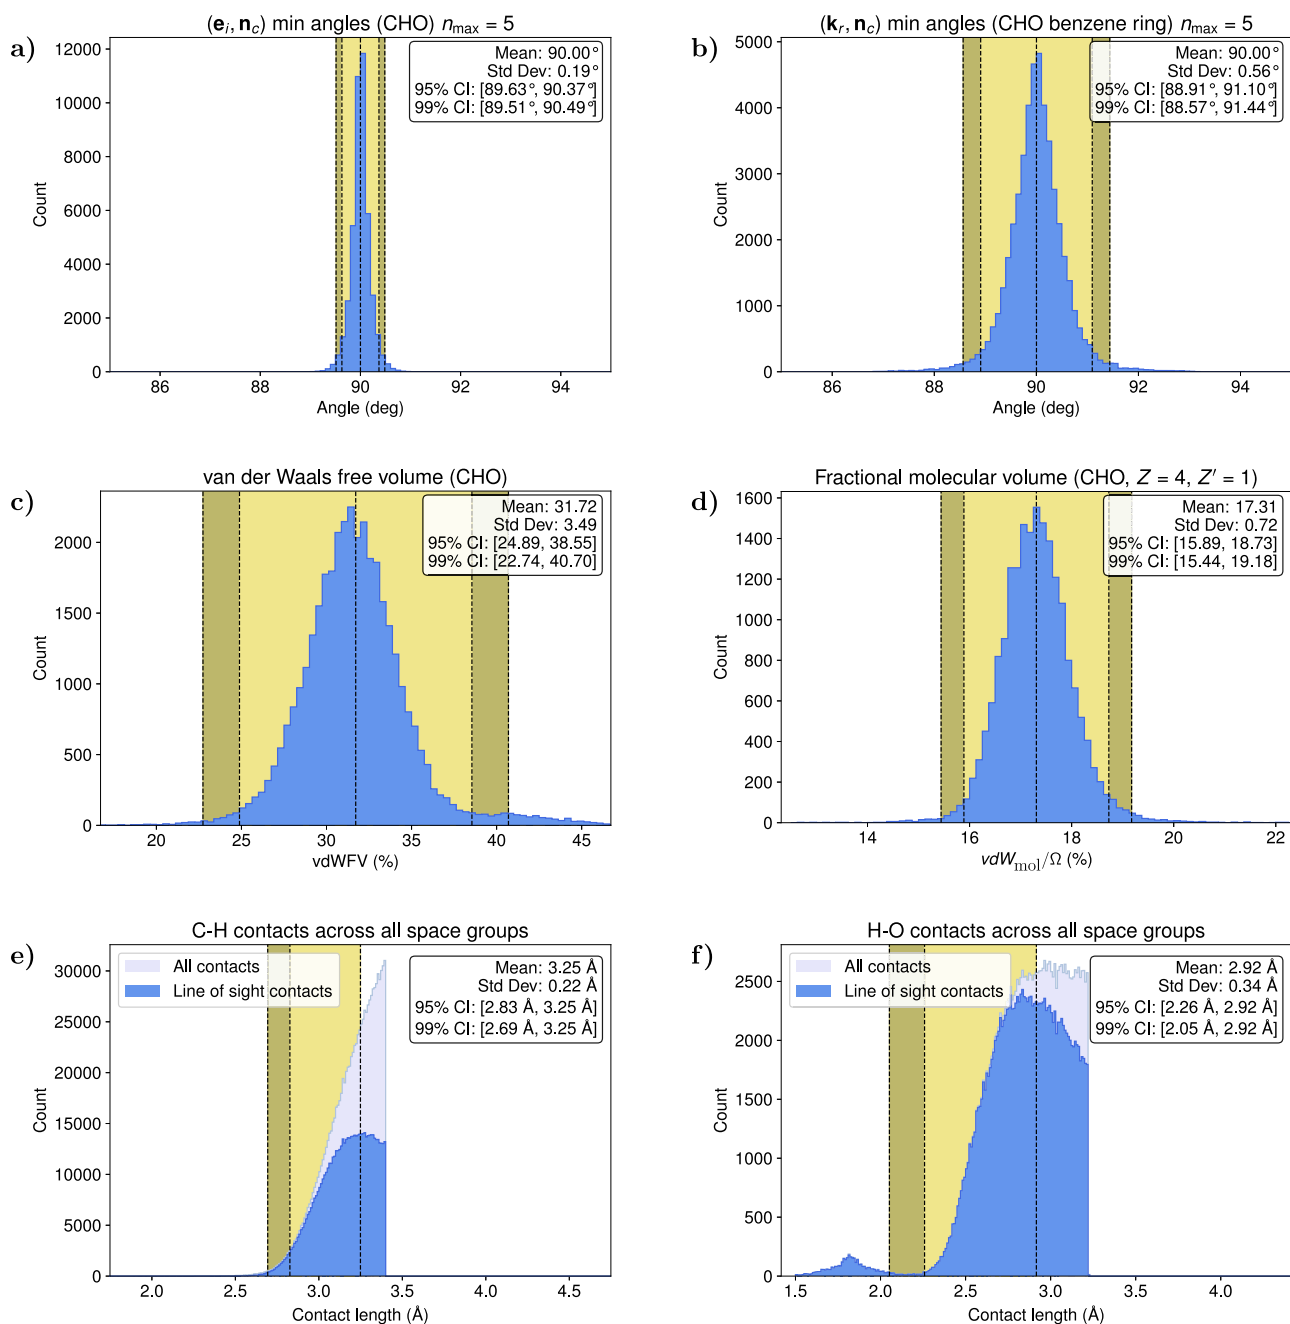 a)
(e_i, n_c) min angles (CHO) n_max = 5
Mean: 90.00°
Std Dev: 0.19°
95% CI: [89.63°, 90.37°]
99% CI: [89.51°, 90.49°]
Count
12000
10000
8000
6000
4000
2000
0
86 88 90 92 94
Angle (deg)
b)
(k_r, n_c) min angles (CHO benzene ring) n_max = 5
Mean: 90.00°
Std Dev: 0.56°
95% CI: [88.91°, 91.10°]
99% CI: [88.57°, 91.44°]
Count
5000
4000
3000
2000
1000
0
86 88 90 92 94
Angle (deg)
c)
van der Waals free volume (CHO)
Mean: 31.72
Std Dev: 3.49
95% CI: [24.89, 38.55]
99% CI: [22.74, 40.70]
Count
2000
1500
1000
500
0
20 25 30 35 40 45
vdWFV (%)
d)
Fractional molecular volume (CHO, Z = 4, Z′ = 1)
Mean: 17.31
Std Dev: 0.72
95% CI: [15.89, 18.73]
99% CI: [15.44, 19.18]
Count
1600
1400
1200
1000
800
600
400
200
0
14 16 18 20 22
vdW_mol/Ω (%)
e)
C-H contacts across all space groups
All contacts
Line of sight contacts
Mean: 3.25 Å
Std Dev: 0.22 Å
95% CI: [2.83 Å, 3.25 Å]
99% CI: [2.69 Å, 3.25 Å]
Count
30000
25000
20000
15000
10000
5000
0
2.0 2.5 3.0 3.5 4.0 4.5
Contact length (Å)
f)
H-O contacts across all space groups
All contacts
Line of sight contacts
Mean: 2.92 Å
Std Dev: 0.34 Å
95% CI: [2.26 Å, 2.92 Å]
99% CI: [2.05 Å, 2.92 Å]
Count
2500
2000
1500
1000
500
0
1.5 2.0 2.5 3.0 3.5 4.0
Contact length (Å)